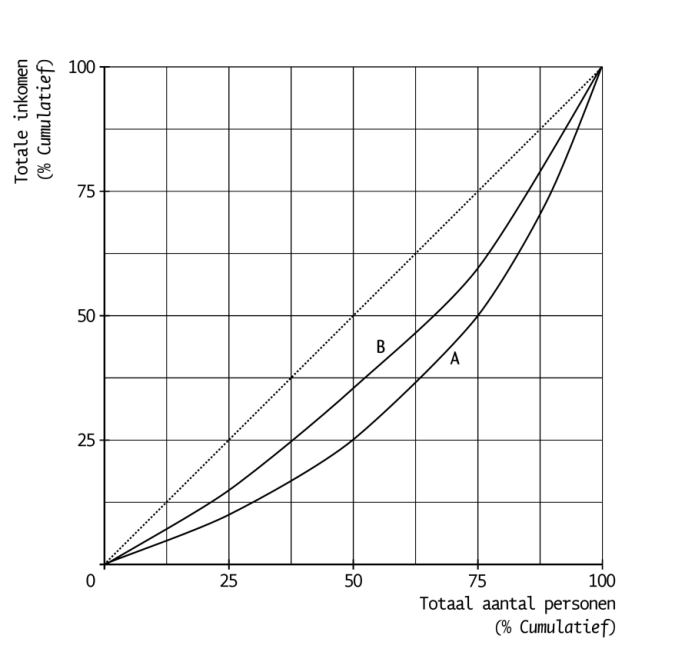 Totale inkomen
(% Cumulatief)
100
75
50
25
0
B
A
25
50
75
100
Totaal aantal personen
(% Cumulatief)